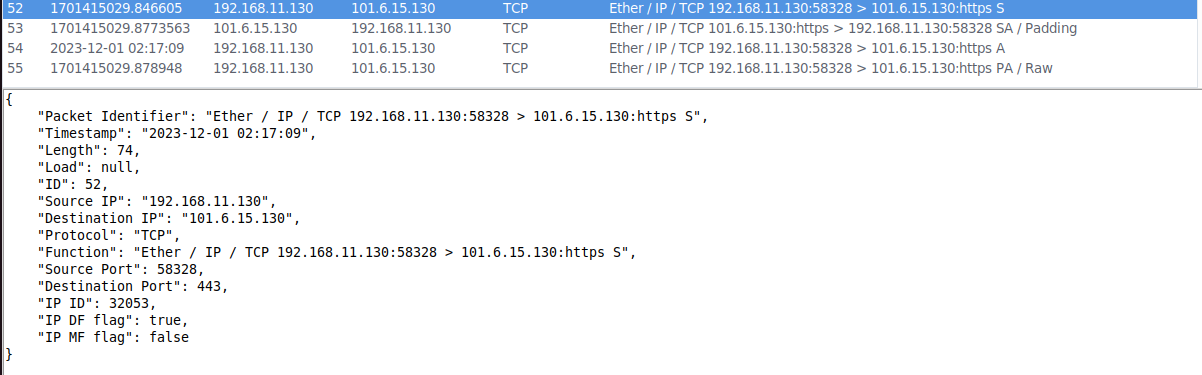 52 1701415029.846605 192.168.11.130 101.6.15.130 TCP Ether / IP / TCP 192.168.11.130:58328 > 101.6.15.130:https S
53 1701415029.8773563 101.6.15.130 192.168.11.130 TCP Ether / IP / TCP 101.6.15.130:https > 192.168.11.130:58328 SA / Padding
54 2023-12-01 02:17:09 192.168.11.130 101.6.15.130 TCP Ether / IP / TCP 192.168.11.130:58328 > 101.6.15.130:https A
55 1701415029.878948 192.168.11.130 101.6.15.130 TCP Ether / IP / TCP 192.168.11.130:58328 > 101.6.15.130:https PA / Raw
{
    "Packet Identifier": "Ether / IP / TCP 192.168.11.130:58328 > 101.6.15.130:https S",
    "Timestamp": "2023-12-01 02:17:09",
    "Length": 74,
    "Load": null,
    "ID": 52,
    "Source IP": "192.168.11.130",
    "Destination IP": "101.6.15.130",
    "Protocol": "TCP",
    "Function": "Ether / IP / TCP 192.168.11.130:58328 > 101.6.15.130:https S",
    "Source Port": 58328,
    "Destination Port": 443,
    "IP ID": 32053,
    "IP DF flag": true,
    "IP MF flag": false
}